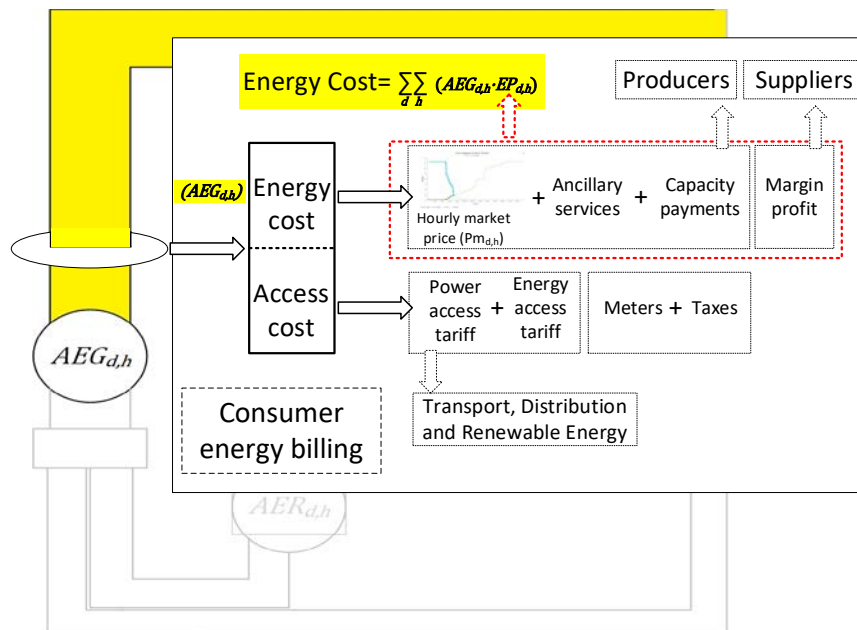 Energy Cost= ∑∑ (AEGd,h·EPd,h)
d h
Producers
Suppliers
(AEGd,h)
Energy
cost
Access
cost
Hourly market
price (Pmd,h)
+
Ancillary
services
+
Capacity
payments
Margin
profit
Power
access
tariff
+
Energy
access
tariff
Meters + Taxes
AEGd,h
Transport, Distribution
and Renewable Energy
Consumer
energy billing
AERd,h